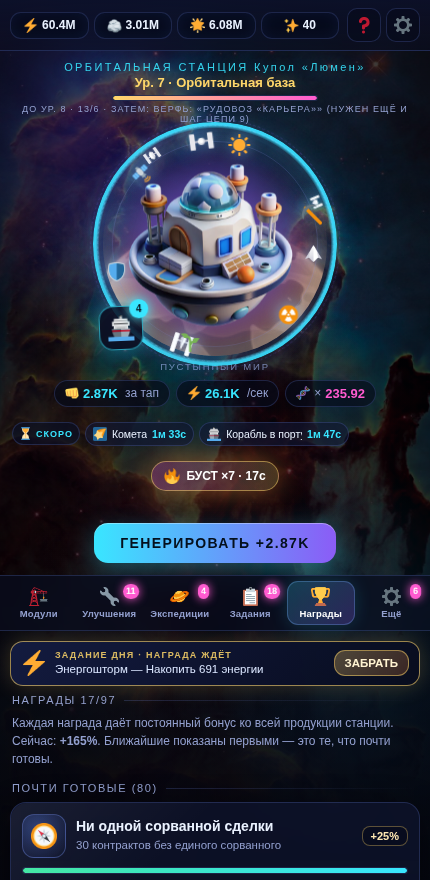 60.4M 3.01M 6.08M 40
ОРБИТАЛЬНАЯ СТАНЦИЯ Купол «Люмен»
Ур. 7 · Орбитальная база
ДО УР. 8 · 13/6 · ЗАТЕМ: ВЕРФЬ: «РУДОВОЗ «КАРЬЕРА»» (НУЖЕН ЕЩЁ И
ШАГ ЦЕПИ 9)
4
ПУСТЫННЫЙ МИР
2.87K за тап 26.1K /сек × 235.92
СКОРО Комета 1м 33с Корабль в порту 1м 47с
БУСТ ×7 · 17с
ГЕНЕРИРОВАТЬ +2.87K
11 4 18 6
Модули Улучшения Экспедиции Задания Награды Ещё
ЗАДАНИЕ ДНЯ · НАГРАДА ЖДЁТ
Энергошторм — Накопить 691 энергии
ЗАБРАТЬ
НАГРАДЫ 17/97
Каждая награда даёт постоянный бонус ко всей продукции станции.
Сейчас: +165%. Ближайшие показаны первыми — это те, что почти
готовы.
ПОЧТИ ГОТОВЫЕ (80)
Ни одной сорванной сделки
30 контрактов без единого сорванного
+25%